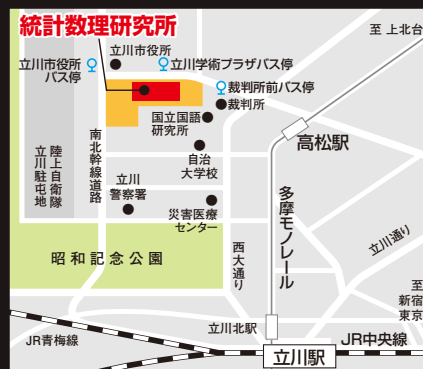 統計数理研究所
至 上北台
立川市役所
立川市役所
バス停
立川学術プラザバス停
裁判所前バス停
裁判所
国立国語
研究所
高松駅
陸上自衛隊
立川駐屯地
南北幹線道路
自治
大学校
立川
警察署
災害医療
センター
多摩モノレール
西大通り
立川通り
昭和記念公園
至
新宿
東京
立川北駅
JR青梅線
JR中央線
立川駅